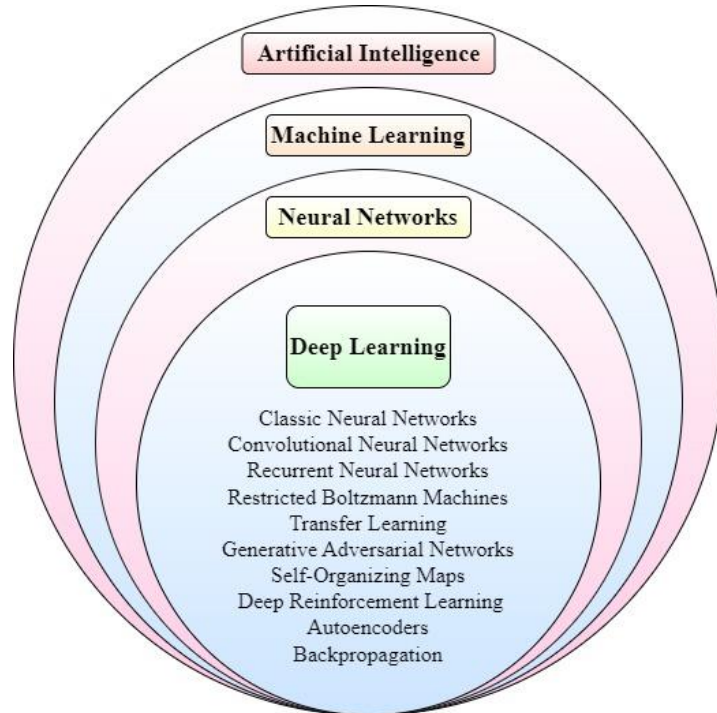 Artificial Intelligence
Machine Learning
Neural Networks
Deep Learning
Classic Neural Networks
Convolutional Neural Networks
Recurrent Neural Networks
Restricted Boltzmann Machines
Transfer Learning
Generative Adversarial Networks
Self-Organizing Maps
Deep Reinforcement Learning
Autoencoders
Backpropagation